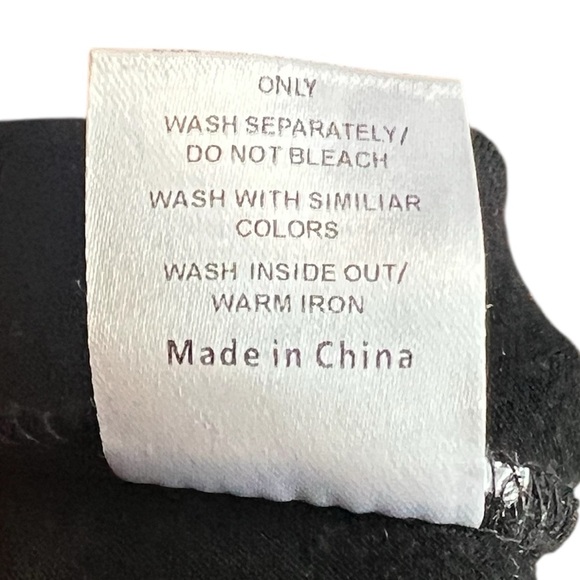 ONLY
WASH SEPARATELY/
DO NOT BLEACH
WASH WITH SIMILIAR
COLORS
WASH INSIDE OUT/
WARM IRON
Made in China